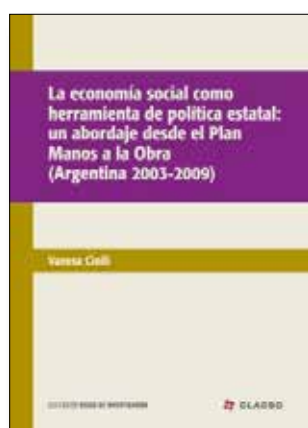 La economía social como
herramienta de política estatal:
un abordaje desde el Plan
Manos a la Obra
(Argentina 2003-2009)
Vanesa Ciolli
CLACSO